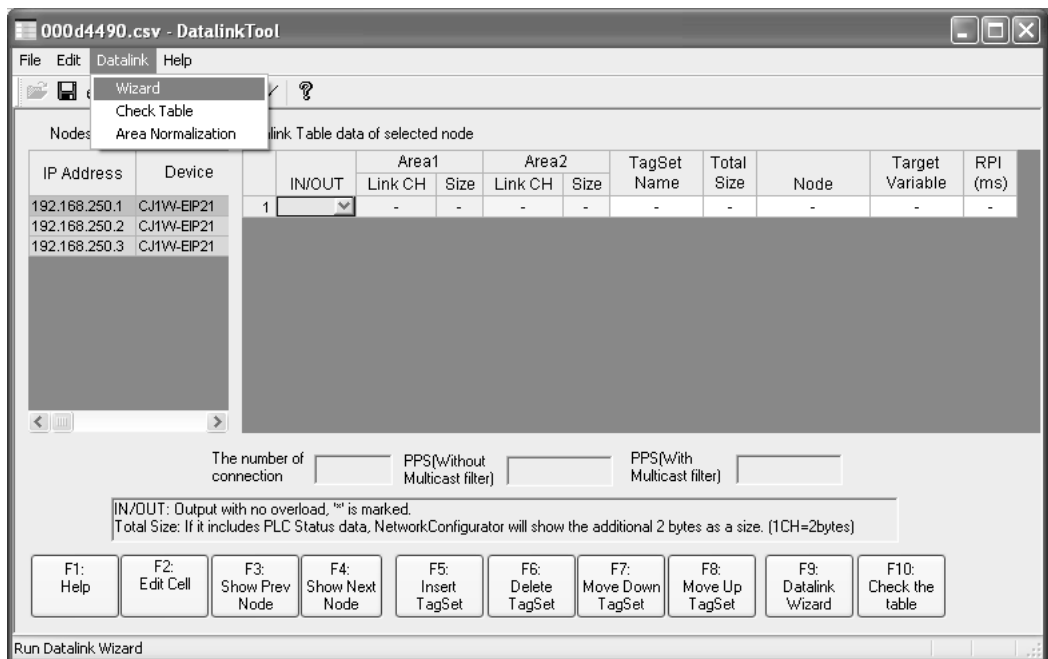 000d4490.csv - DatalinkTool
File Edit Datalink Help
Wizard
Check Table
Area Normalization
Nodes
link Table data of selected node
IP Address Device
IN/OUT Area1 Area2 TagSet Name Total Size Node Target Variable RPI (ms)
Link CH Size Link CH Size
192.168.250.1 CJ1W-EIP21 1 - - - - - - - - -
192.168.250.2 CJ1W-EIP21
192.168.250.3 CJ1W-EIP21
The number of connection
PPS(Without Multicast filter)
PPS(With Multicast filter)
IN/OUT: Output with no overload, '*' is marked.
Total Size: If it includes PLC Status data, NetworkConfigurator will show the additional 2 bytes as a size. (1CH=2bytes)
F1: Help
F2: Edit Cell
F3: Show Prev Node
F4: Show Next Node
F5: Insert TagSet
F6: Delete TagSet
F7: Move Down TagSet
F8: Move Up TagSet
F9: Datalink Wizard
F10: Check the table
Run Datalink Wizard